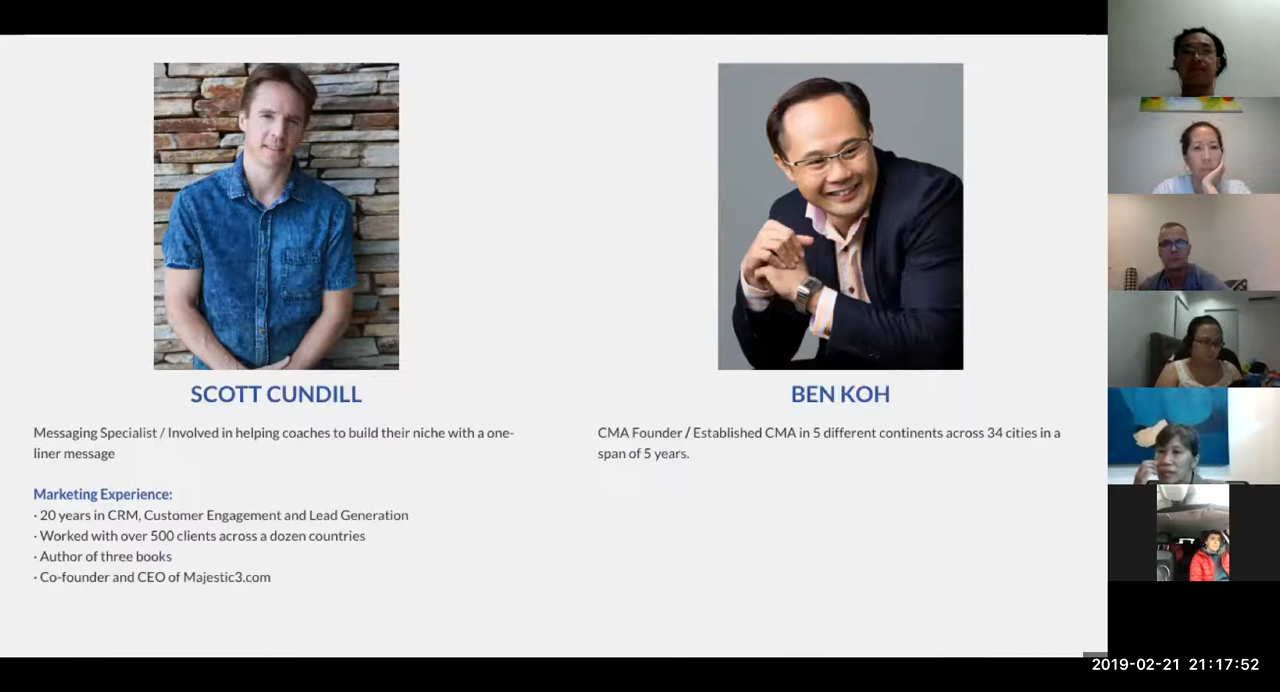 SCOTT CUNDILL
Messaging Specialist / Involved in helping coaches to build their niche with a one-
liner message
Marketing Experience:
· 20 years in CRM, Customer Engagement and Lead Generation
· Worked with over 500 clients across a dozen countries
· Author of three books
· Co-founder and CEO of Majestic3.com
BEN KOH
CMA Founder / Established CMA in 5 different continents across 34 cities in a
span of 5 years.
2019-02-21 21:17:52